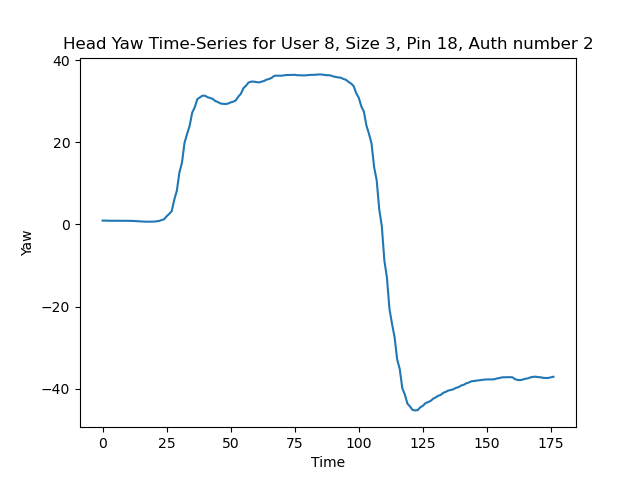 Head Yaw Time-Series for User 8, Size 3, Pin 18, Auth number 2
40
20
0
−20
−40
Yaw
0 25 50 75 100 125 150 175
Time